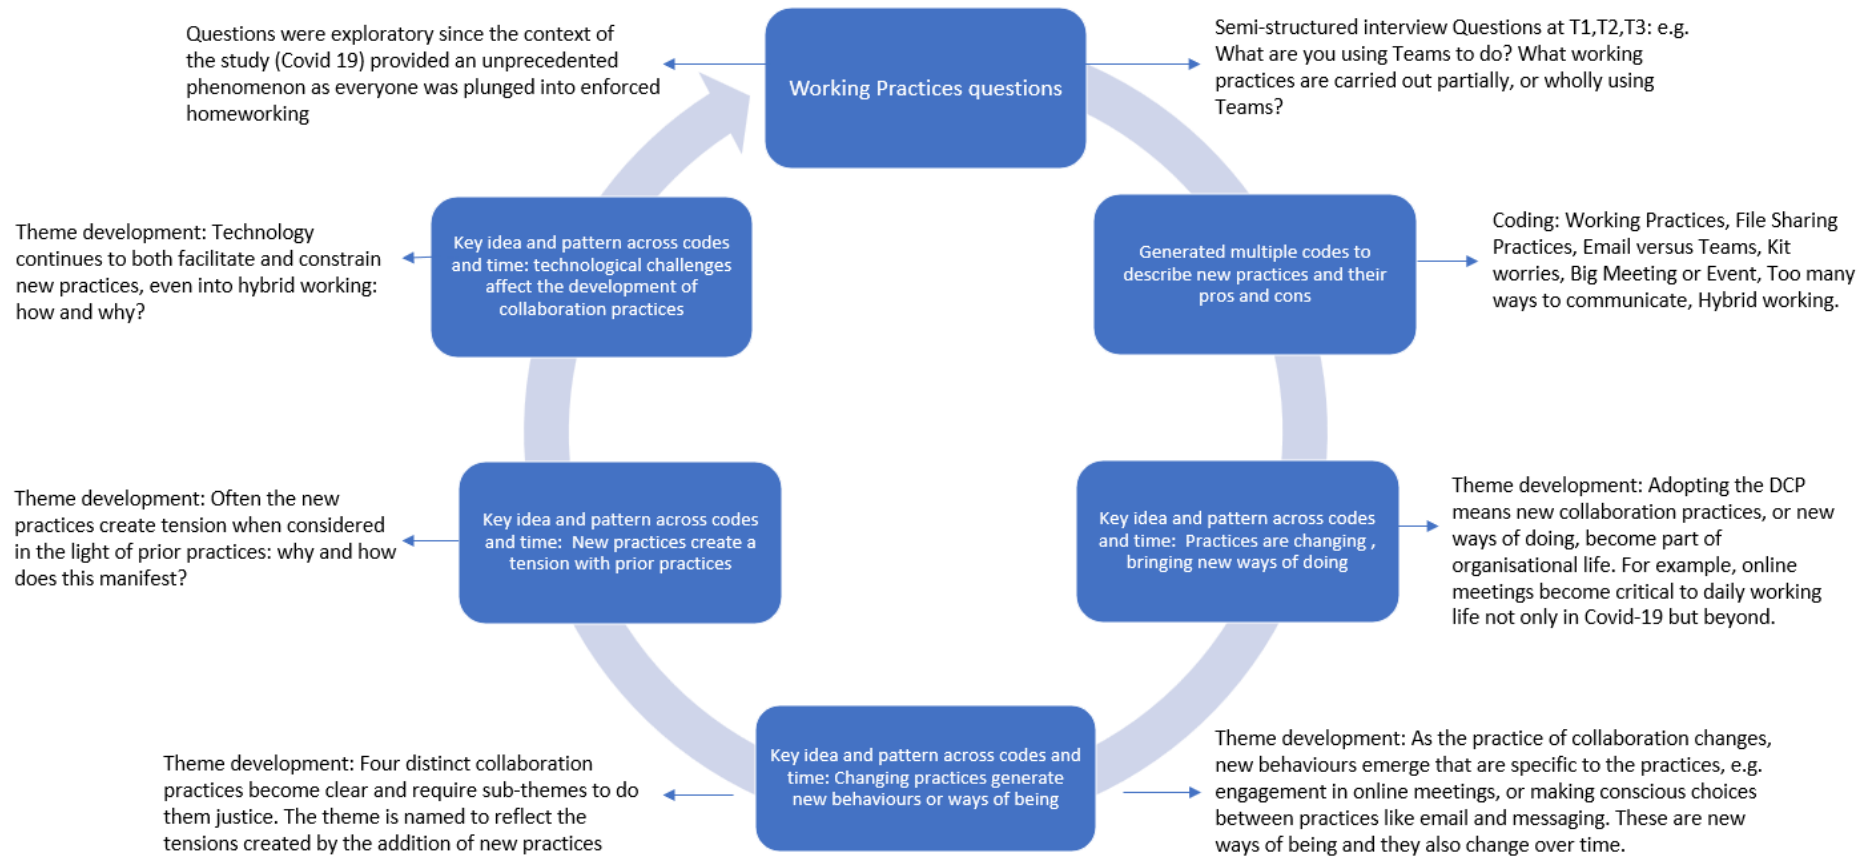 Questions were exploratory since the context of
the study (Covid 19) provided an unprecedented
phenomenon as everyone was plunged into enforced
homeworking
Working Practices questions
Semi-structured interview Questions at T1,T2,T3: e.g.
What are you using Teams to do? What working
practices are carried out partially, or wholly using
Teams?
Generated multiple codes to
describe new practices and their
pros and cons
Coding: Working Practices, File Sharing
Practices, Email versus Teams, Kit
worries, Big Meeting or Event, Too many
ways to communicate, Hybrid working.
Key idea and pattern across codes
and time:  Practices are changing ,
bringing new ways of doing
Theme development: Adopting the DCP
means new collaboration practices, or new
ways of doing, become part of
organisational life. For example, online
meetings become critical to daily working
life not only in Covid-19 but beyond.
Key idea and pattern across codes and
time: Changing practices generate
new behaviours or ways of being
Theme development: As the practice of collaboration changes,
new behaviours emerge that are specific to the practices, e.g.
engagement in online meetings, or making conscious choices
between practices like email and messaging. These are new
ways of being and they also change over time.
Theme development: Four distinct collaboration
practices become clear and require sub-themes to do
them justice. The theme is named to reflect the
tensions created by the addition of new practices
Key idea and pattern across codes
and time:  New practices create a
tension with prior practices
Theme development: Often the new
practices create tension when considered
in the light of prior practices: why and how
does this manifest?
Key idea and pattern across codes
and time: technological challenges
affect the development of
collaboration practices
Theme development: Technology
continues to both facilitate and constrain
new practices, even into hybrid working:
how and why?